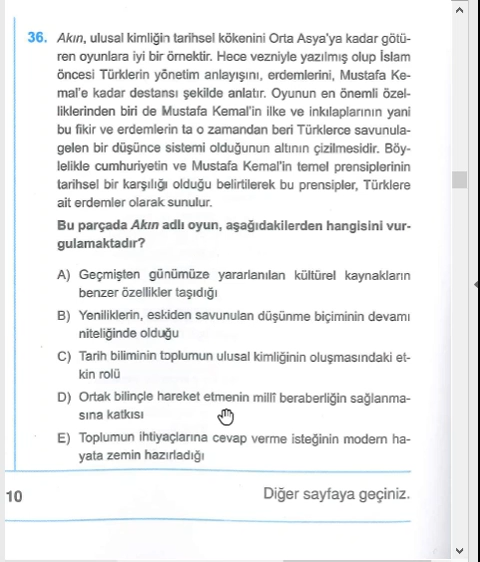 36. Akın, ulusal kimliğin tarihsel kökenini Orta Asya'ya kadar götü-
ren oyunlara iyi bir örnektir. Hece vezniyle yazılmış olup İslam
öncesi Türklerin yönetim anlayışını, erdemlerini, Mustafa Ke-
mal'e kadar destansı şekilde anlatır. Oyunun en önemli özel-
liklerinden biri de Mustafa Kemal'in ilke ve inkılaplarının yani
bu fikir ve erdemlerin ta o zamandan beri Türklerce savunula-
gelen bir düşünce sistemi olduğunun altının çizilmesidir. Böy-
lelikle cumhuriyetin ve Mustafa Kemal'in temel prensiplerinin
tarihsel bir karşılığı olduğu belirtilerek bu prensipler, Türklere
ait erdemler olarak sunulur.
Bu parçada Akın adlı oyun, aşağıdakilerden hangisini vur-
gulamaktadır?
A) Geçmişten günümüze yararlanılan kültürel kaynakların
benzer özellikler taşıdığı
B) Yeniliklerin, eskiden savunulan düşünme biçiminin devamı
niteliğinde olduğu
C) Tarih biliminin toplumun ulusal kimliğinin oluşmasındaki et-
kin rolü
D) Ortak bilinçle hareket etmenin millî beraberliğin sağlanma-
sına katkısı
E) Toplumun ihtiyaçlarına cevap verme isteğinin modern ha-
yata zemin hazırladığı
10
Diğer sayfaya geçiniz.